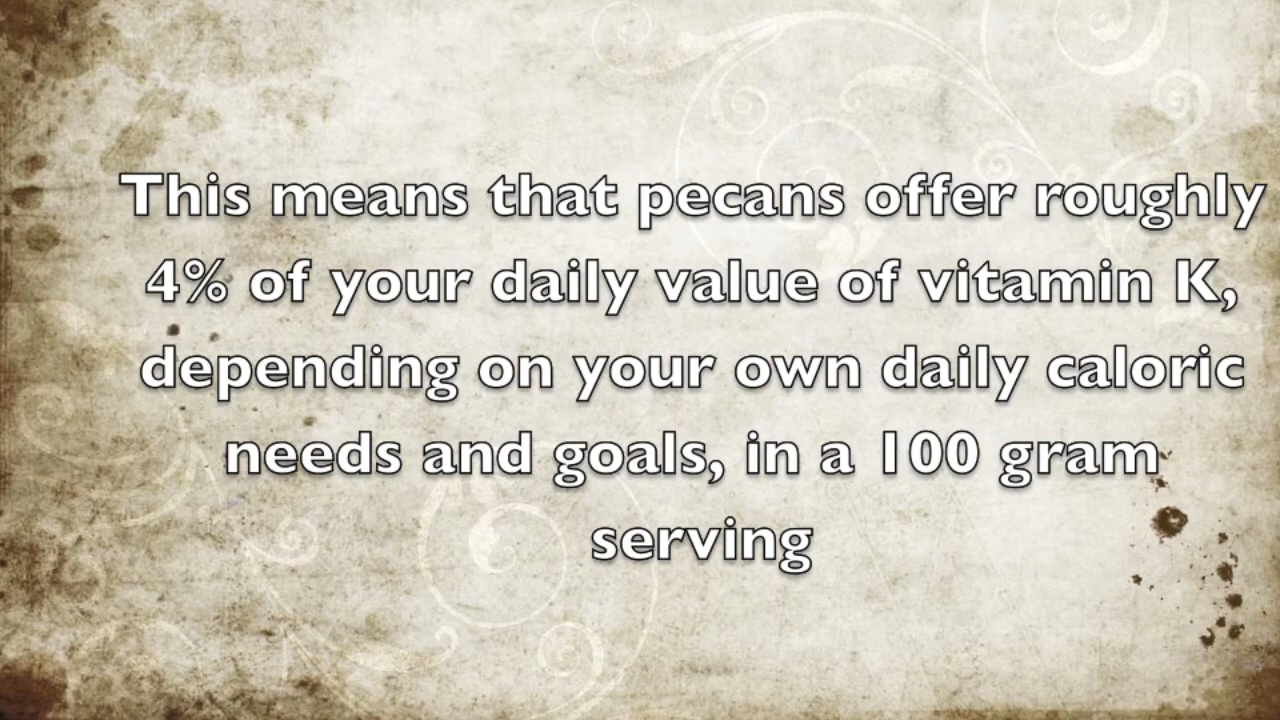 This means that pecans offer roughly
4% of your daily value of vitamin K,
depending on your own daily caloric
needs and goals, in a 100 gram
serving